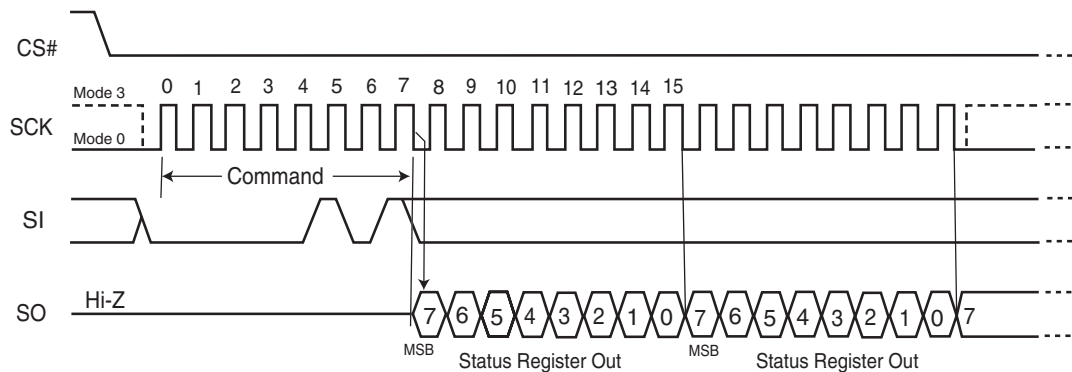 CS#
0 1 2 3 4 5 6 7 8 9 10 11 12 13 14 15
Mode 3
SCK
Mode 0
Command
SI
Hi-Z
SO
7 6 5 4 3 2 1 0 7 6 5 4 3 2 1 0 7
MSB
MSB
Status Register Out
Status Register Out